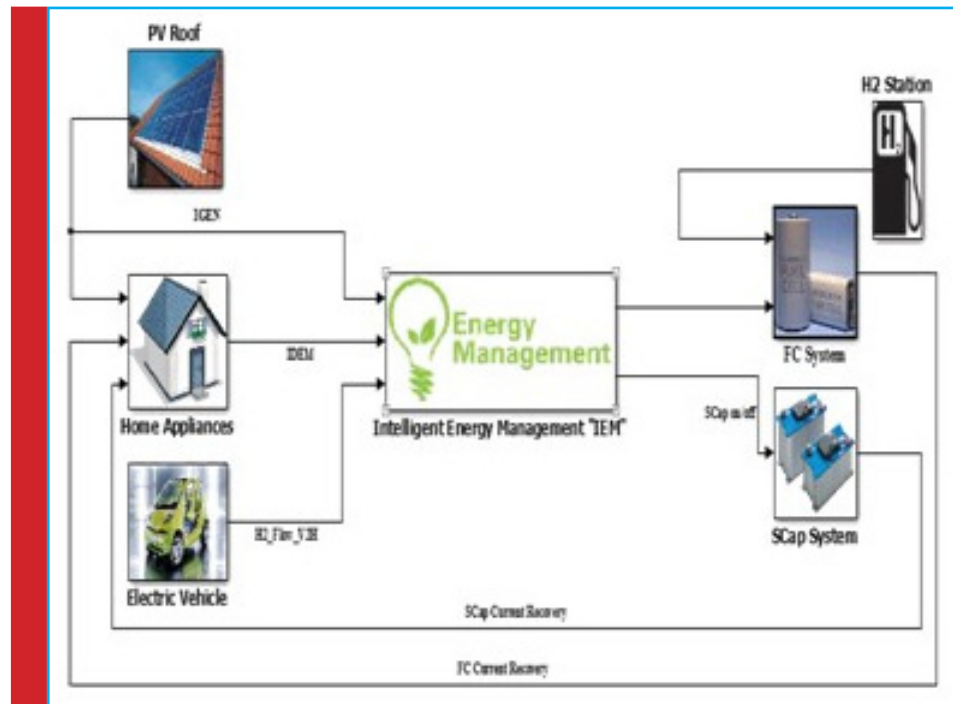 PV Roof
H2 Station
IGEN
Energy
Management
IDEM
FC System
Home Appliances
Intelligent Energy Management "IEM"
SCap on/off
H2_Flow_V2H
SCap System
Electric Vehicle
SCap Current Recovery
FC Current Recovery